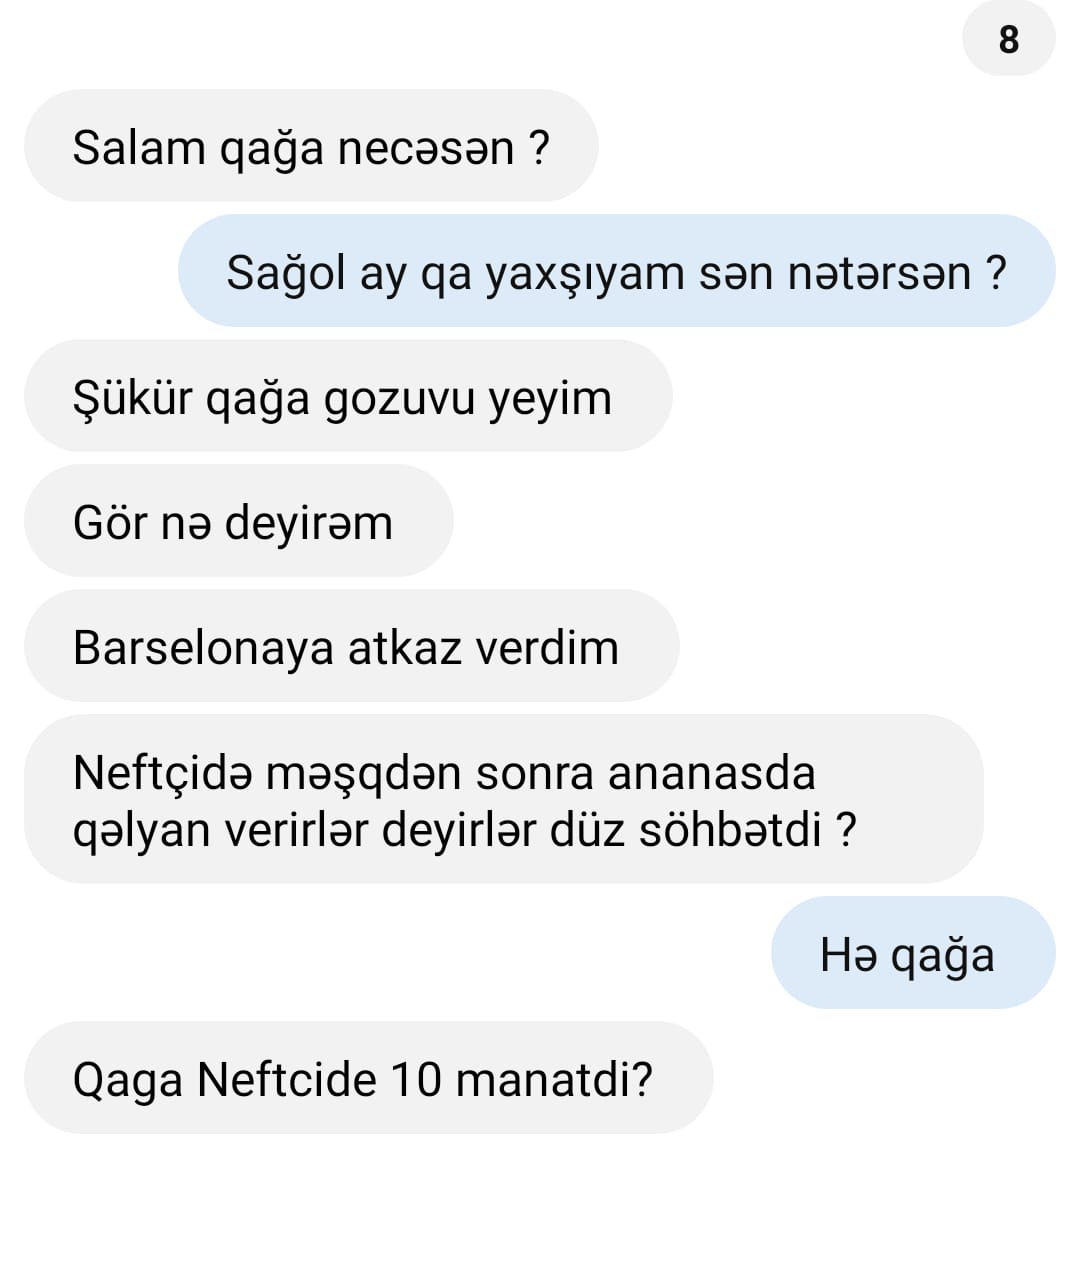 8
Salam qağa necəsən ?
Sağol ay qa yaxşıyam sən nətərsən ?
Şükür qağa gozuvu yeyim
Gör nə deyirəm
Barselonaya atkaz verdim
Neftçidə məşqdən sonra ananasda
qəlyan verirlər deyirlər düz söhbətdi ?
Hə qağa
Qaga Neftcide 10 manatdi?